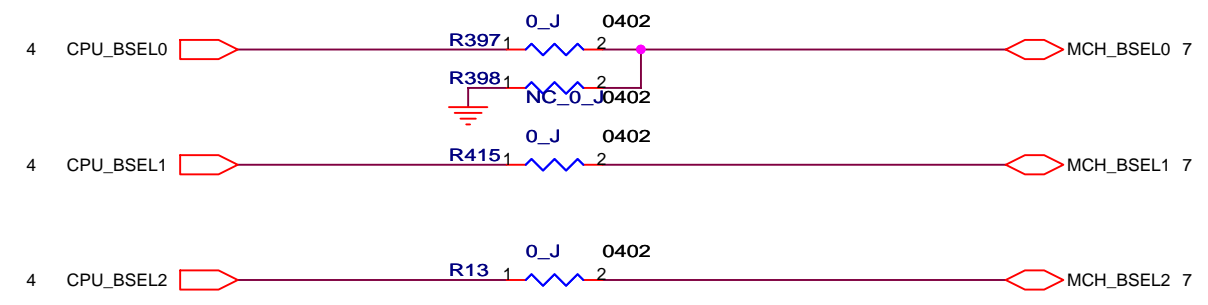 0_J 0402
4 CPU_BSEL0 R397 1 2 MCH_BSEL0 7
R398 1 2
NC_0_J 0402
0_J 0402
4 CPU_BSEL1 R415 1 2 MCH_BSEL1 7
0_J 0402
4 CPU_BSEL2 R13 1 2 MCH_BSEL2 7